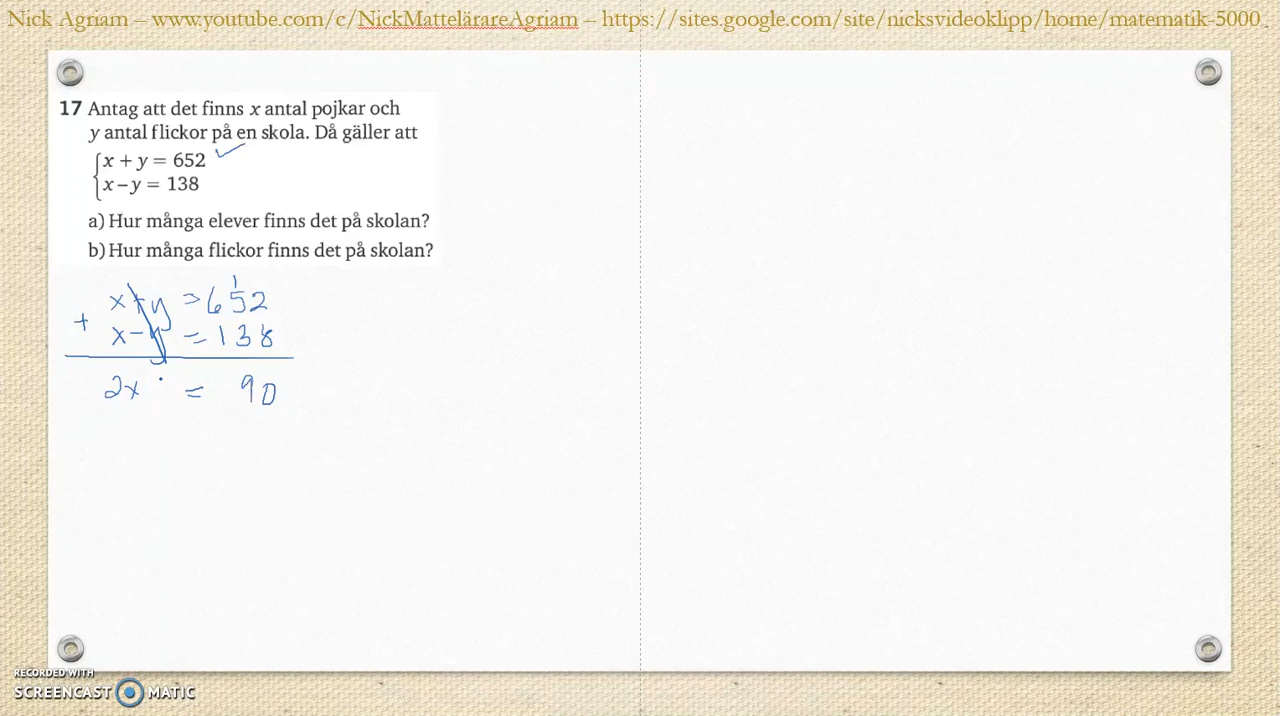 Nick Agriam – www.youtube.com/c/NickMattelärareAgriam – https://sites.google.com/site/nicksvideoklipp/home/matematik-5000
17 Antag att det finns x antal pojkar och
y antal flickor på en skola. Då gäller att
x + y = 652
x – y = 138
a) Hur många elever finns det på skolan?
b) Hur många flickor finns det på skolan?
1
x+y = 652
+ x-y = 138
2x = 90
RECORDED WITH
SCREENCAST MATIC